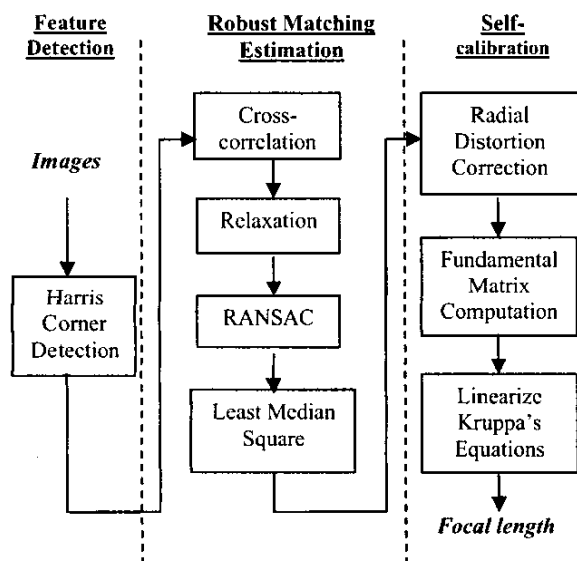 Feature
Detection
Images
Harris
Corner
Detection
Robust Matching
Estimation
Cross-
correlation
Relaxation
RANSAC
Least Median
Square
Self-
calibration
Radial
Distortion
Correction
Fundamental
Matrix
Computation
Linearize
Kruppa's
Equations
Focal length